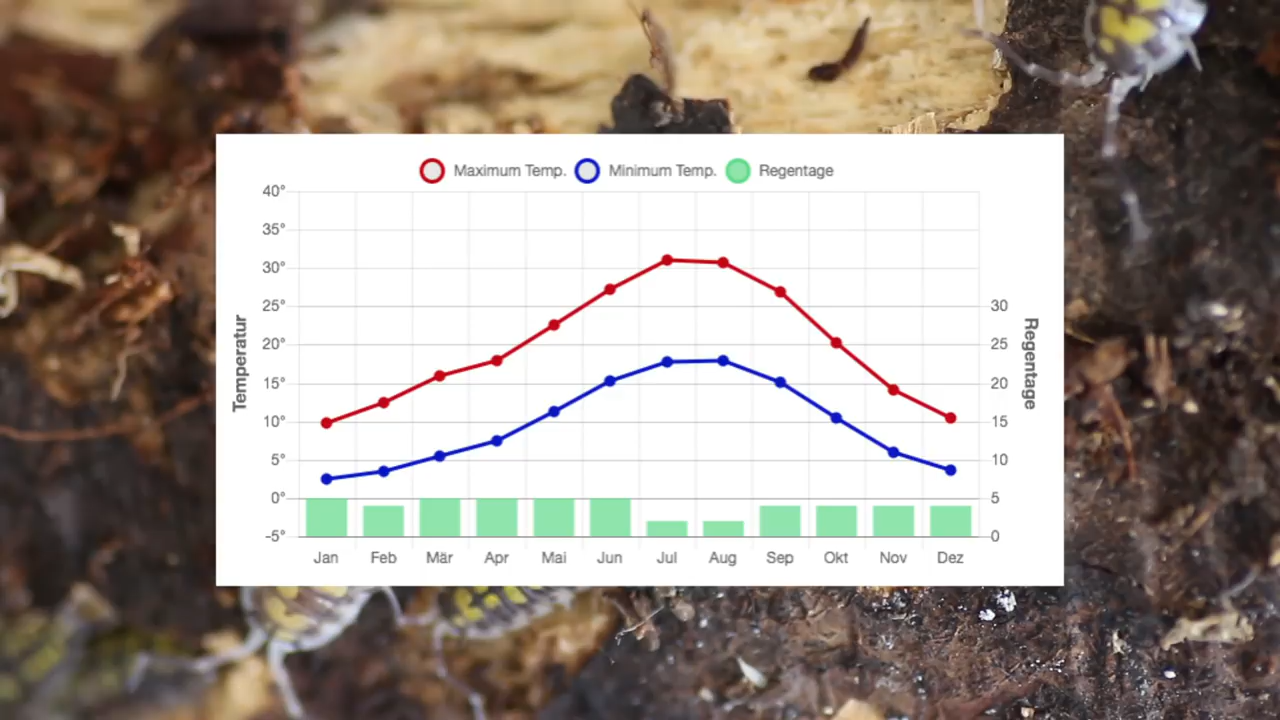 Maximum Temp. Minimum Temp. Regentage
40°
35°
30°
25° 30
20° 25
15° 20
10° 15
5° 10
0° 5
-5° 0
Temperatur
Regentage
Jan Feb Mär Apr Mai Jun Jul Aug Sep Okt Nov Dez